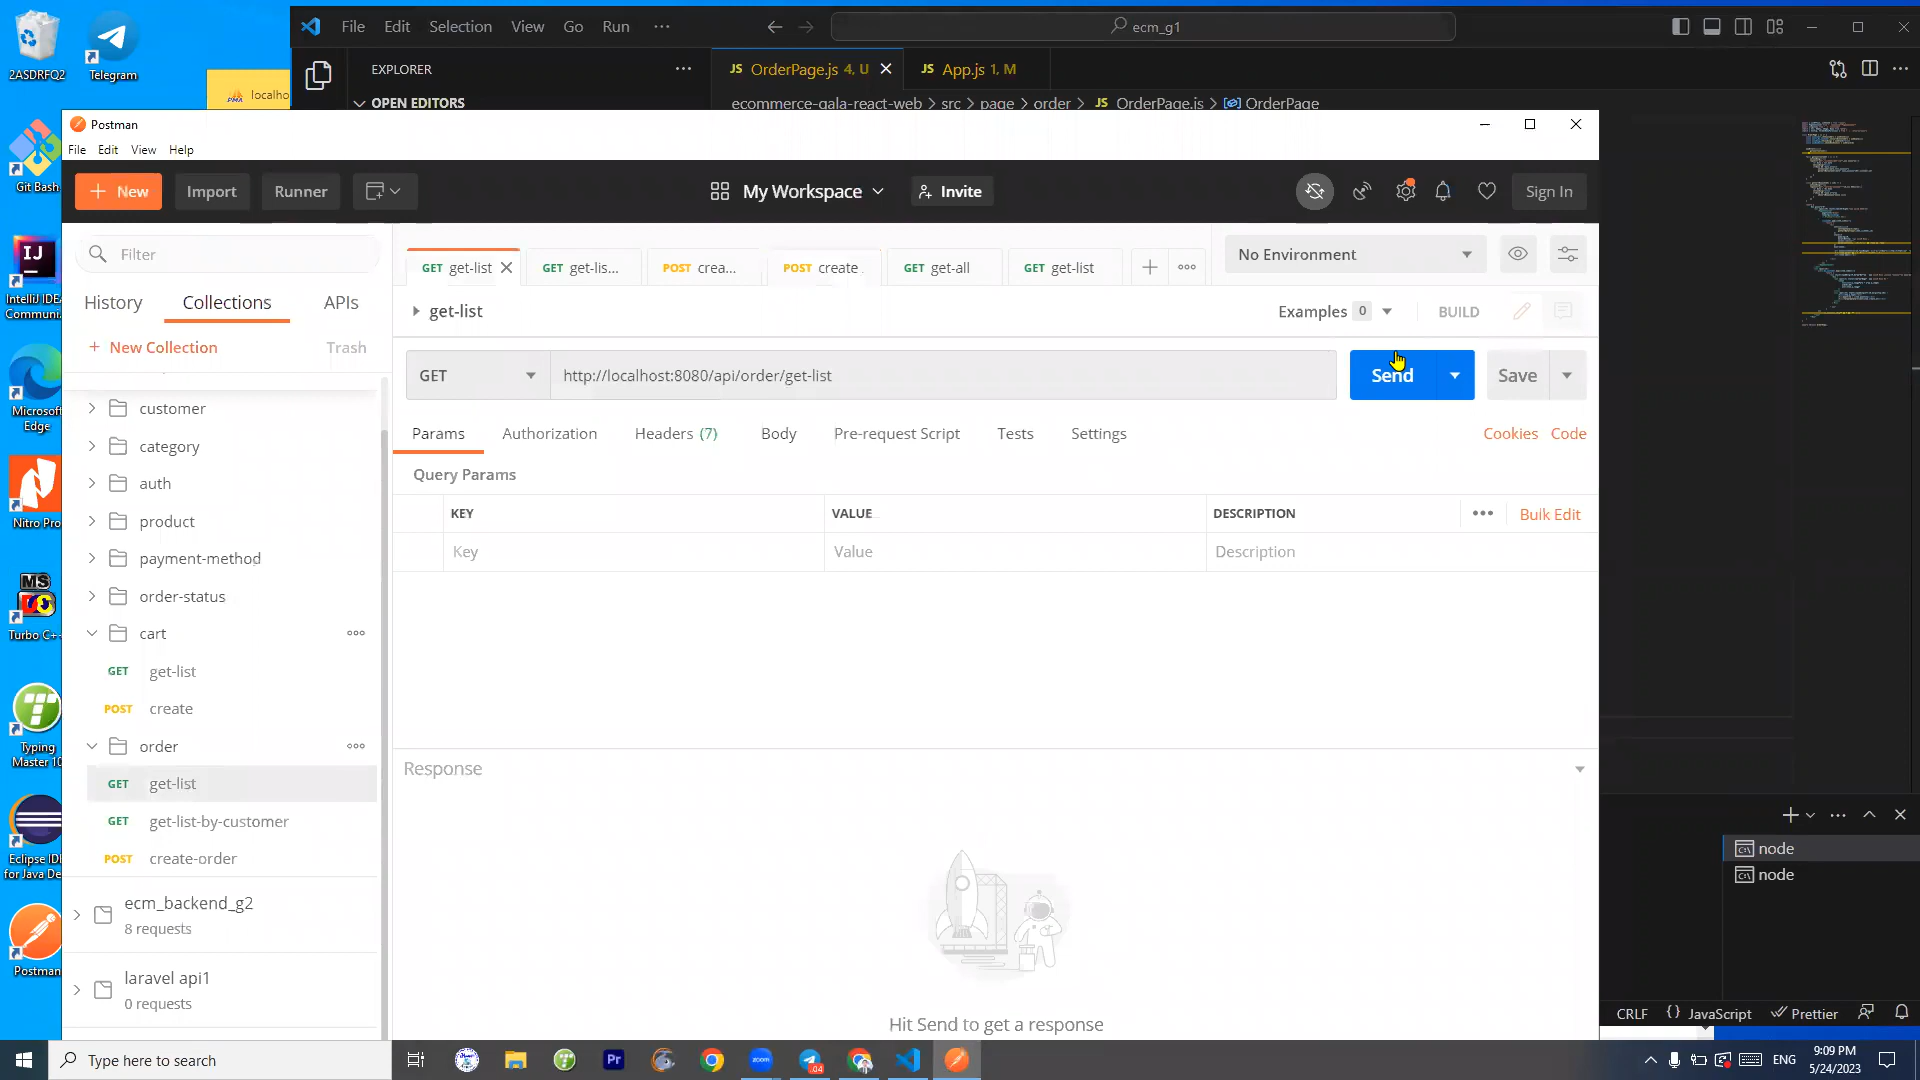 2ASDRFQ2
Telegram
Git Bash
IntelliJ IDEA
Communi...
Microsoft
Edge
Nitro Pro
MS
Turbo C++
Typing
Master 10
Eclipse IDE
for Java De...
Postman
localho
File Edit Selection View Go Run ···
ecm_g1
EXPLORER
OPEN EDITORS
JS OrderPage.js 4, U
JS App.js 1, M
ecommerce-gala-react-web > src > page > order > JS OrderPage.js > OrderPage
Postman
File Edit View Help
+ New
Import
Runner
My Workspace
Invite
Sign In
Filter
GET get-list
GET get-lis...
POST crea...
POST create
GET get-all
GET get-list
No Environment
History
Collections
APIs
+ New Collection
Trash
get-list
Examples 0
BUILD
GET
http://localhost:8080/api/order/get-list
Send
Save
Params
Authorization
Headers (7)
Body
Pre-request Script
Tests
Settings
Cookies
Code
Query Params
KEY
VALUE
DESCRIPTION
Bulk Edit
Key
Value
Description
customer
category
auth
product
payment-method
order-status
cart
GET get-list
POST create
order
GET get-list
GET get-list-by-customer
POST create-order
ecm_backend_g2
8 requests
laravel api1
0 requests
Response
Hit Send to get a response
node
node
CRLF
{ } JavaScript
Prettier
Type here to search
Pr
zoom
ENG
9:09 PM
5/24/2023